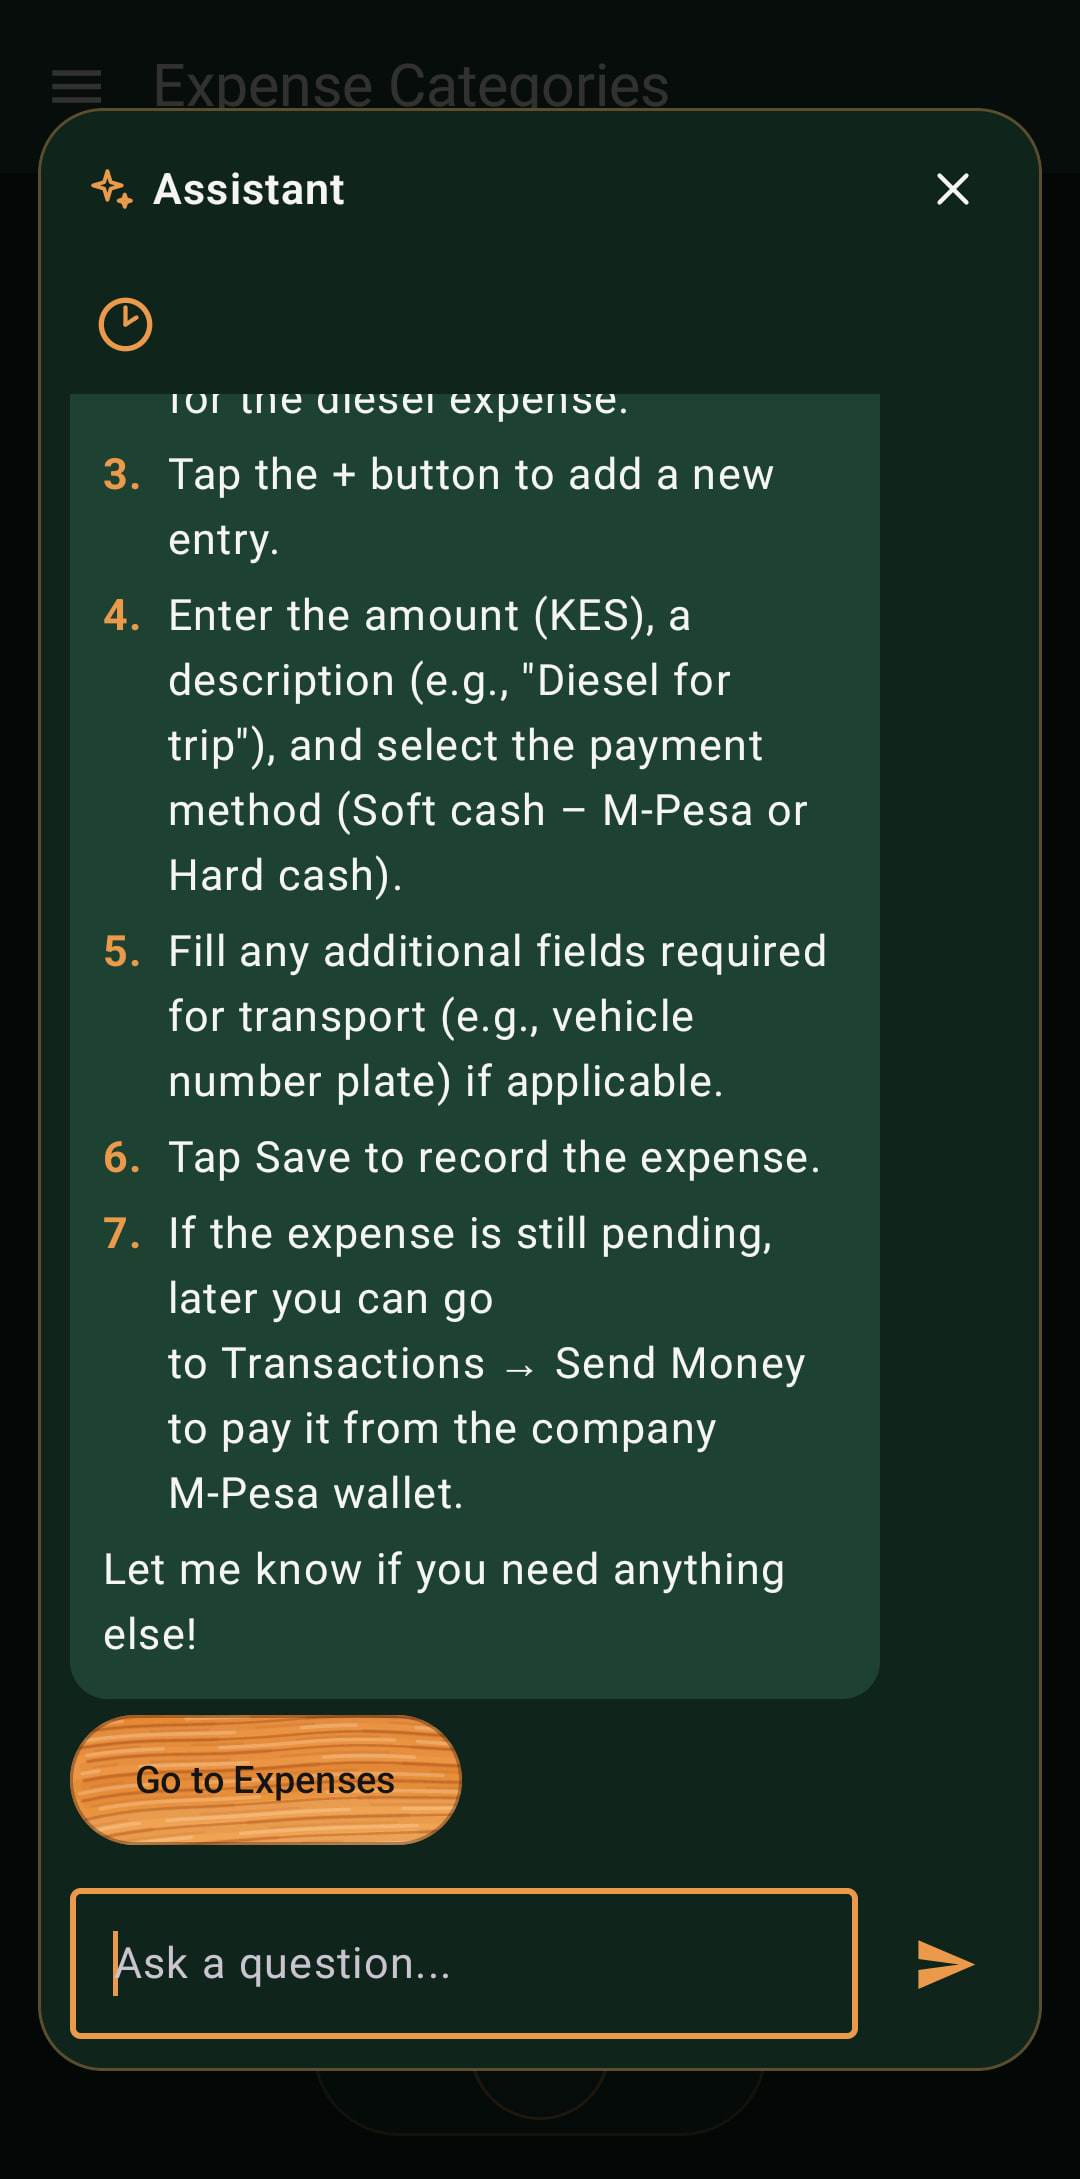 Expense Categories
Assistant
for the diesel expense.
3. Tap the + button to add a new
entry.
4. Enter the amount (KES), a
description (e.g., "Diesel for
trip"), and select the payment
method (Soft cash – M-Pesa or
Hard cash).
5. Fill any additional fields required
for transport (e.g., vehicle
number plate) if applicable.
6. Tap Save to record the expense.
7. If the expense is still pending,
later you can go
to Transactions → Send Money
to pay it from the company
M-Pesa wallet.
Let me know if you need anything
else!
Go to Expenses
Ask a question...